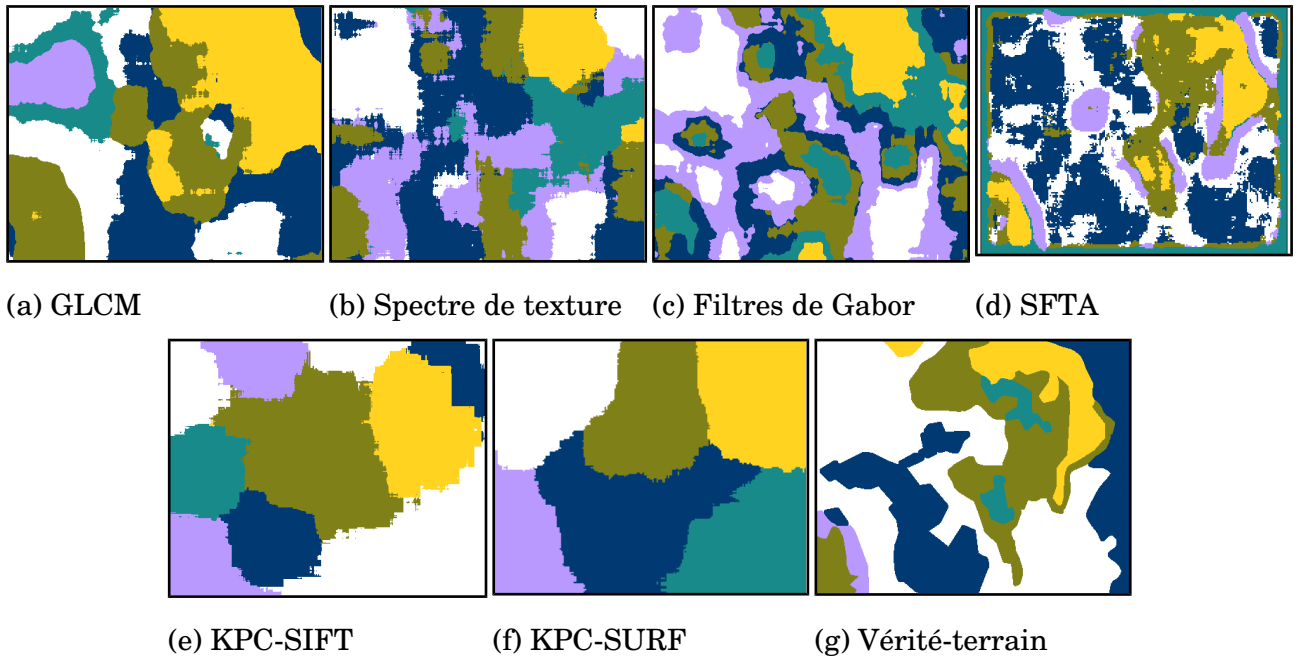 (a) GLCM
(b) Spectre de texture
(c) Filtres de Gabor
(d) SFTA
(e) KPC-SIFT
(f) KPC-SURF
(g) Vérité-terrain